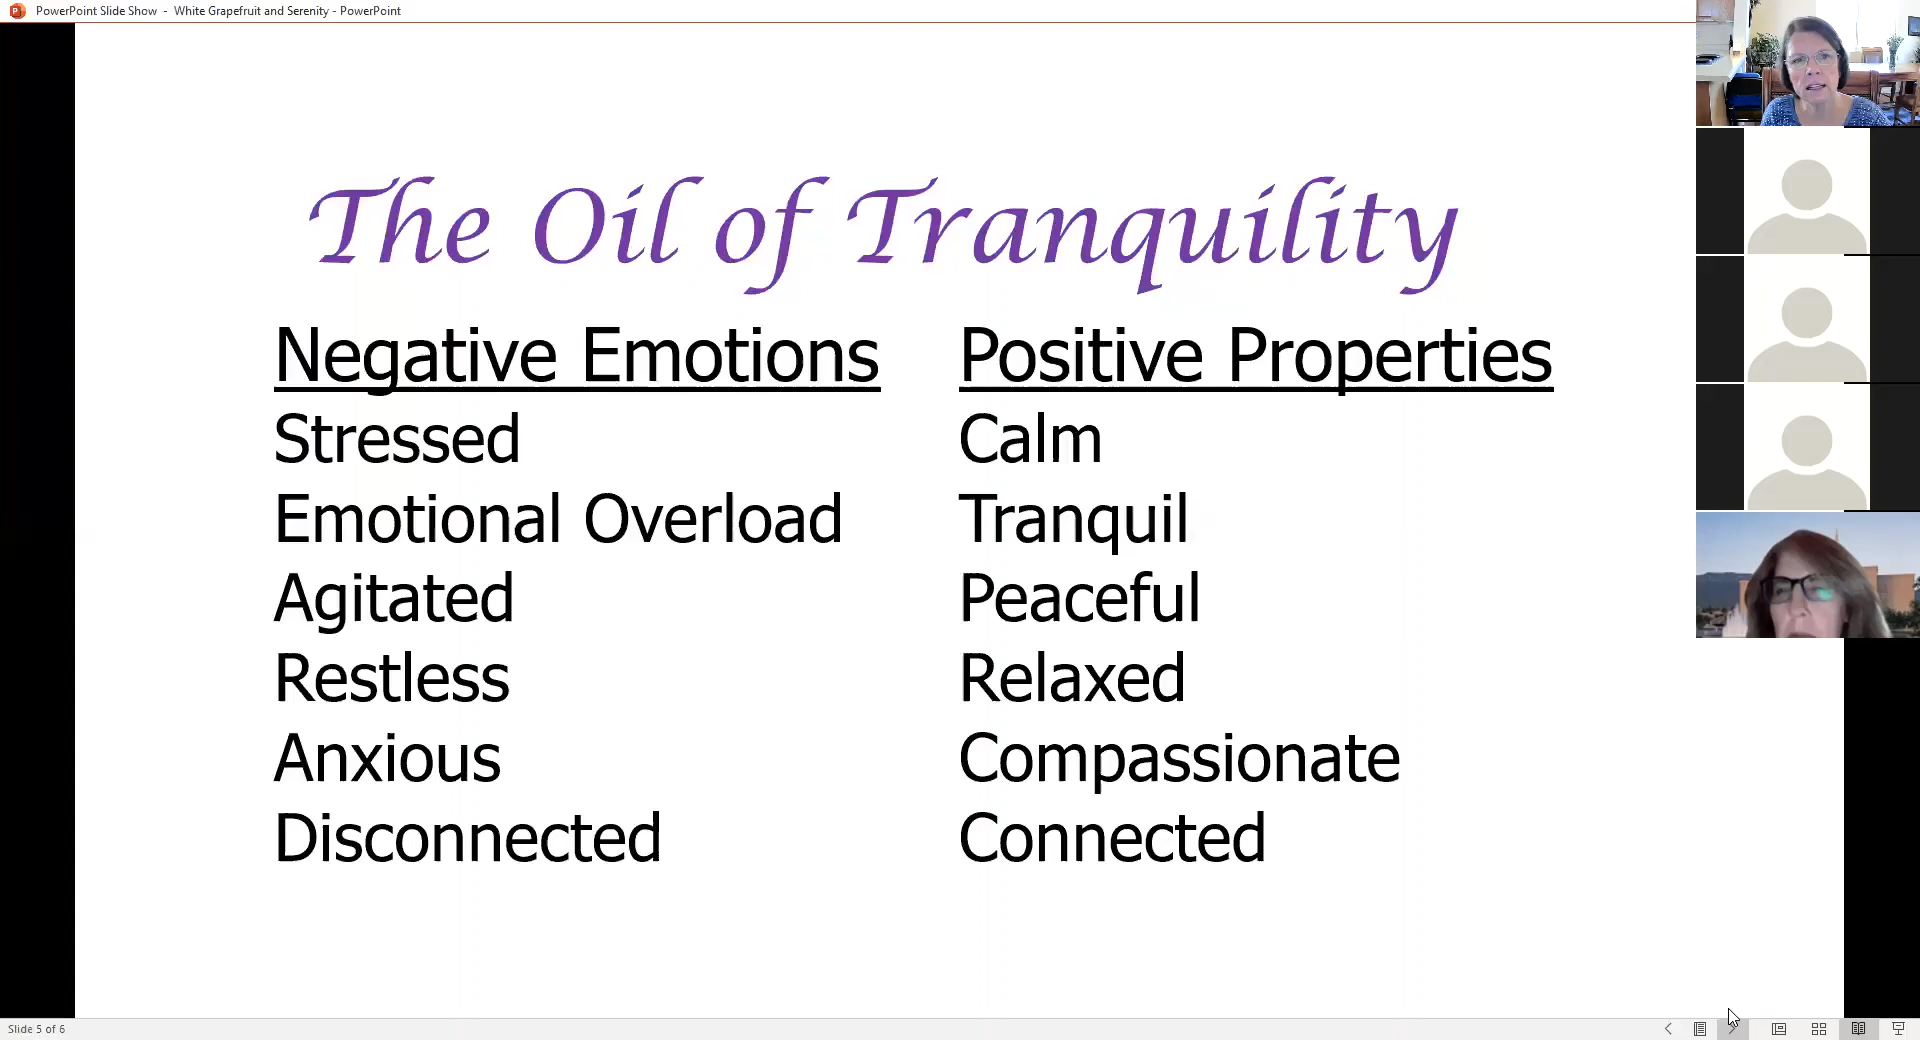 PowerPoint Slide Show - White Grapefruit and Serenity - PowerPoint
The Oil of Tranquility
Negative Emotions
Stressed
Emotional Overload
Agitated
Restless
Anxious
Disconnected
Positive Properties
Calm
Tranquil
Peaceful
Relaxed
Compassionate
Connected
Slide 5 of 6